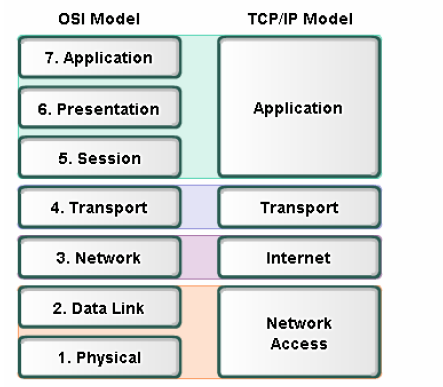 OSI Model
TCP/IP Model
7. Application
6. Presentation
5. Session
Application
4. Transport
Transport
3. Network
Internet
2. Data Link
1. Physical
Network
Access